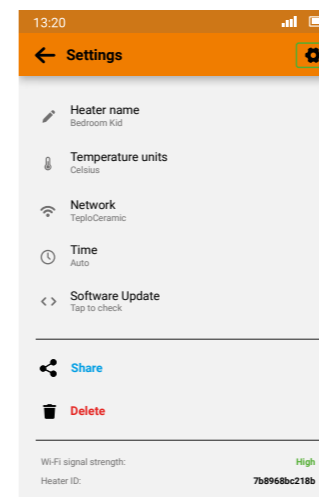 13:20
Settings
Heater name
Bedroom Kid
Temperature units
Celsius
Network
TeploCeramic
Time
Auto
Software Update
Tap to check
Share
Delete
Wi-Fi signal strength: High
Heater ID: 7b8968bc218b